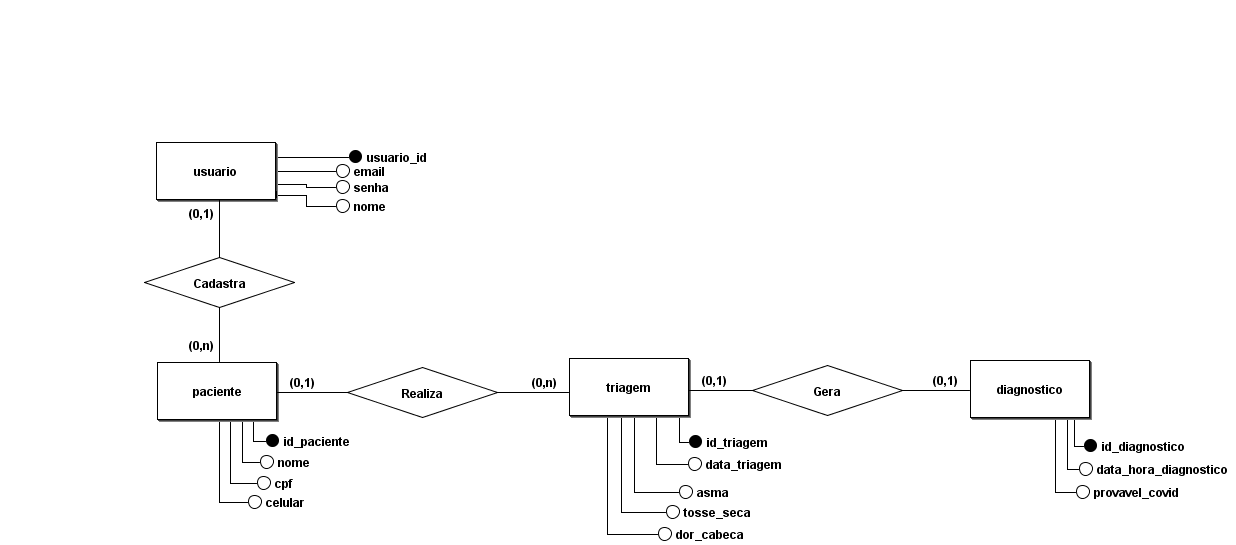 usuario
usuario_id
email
senha
nome
(0,1)
Cadastra
(0,n)
paciente
(0,1)
Realiza
(0,n)
triagem
(0,1)
Gera
(0,1)
diagnostico
id_paciente
nome
cpf
celular
id_triagem
data_triagem
asma
tosse_seca
dor_cabeca
id_diagnostico
data_hora_diagnostico
provavel_covid